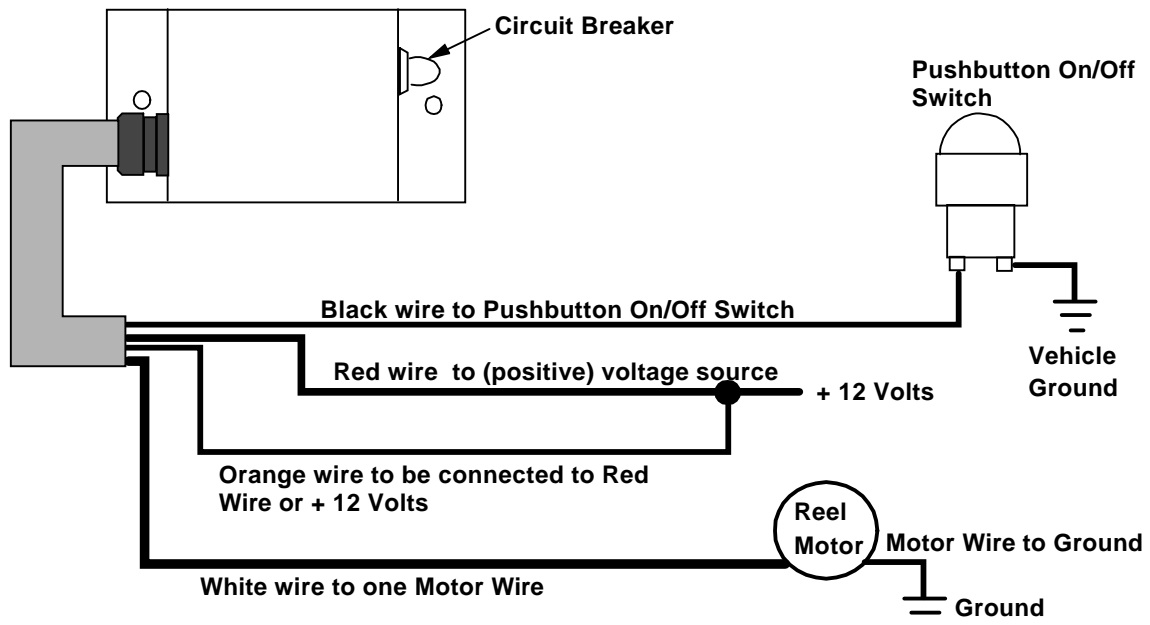 Circuit Breaker
Pushbutton On/Off
Switch
Black wire to Pushbutton On/Off Switch
Vehicle
Ground
Red wire to (positive) voltage source
+ 12 Volts
Orange wire to be connected to Red
Wire or + 12 Volts
Reel
Motor
Motor Wire to Ground
White wire to one Motor Wire
Ground